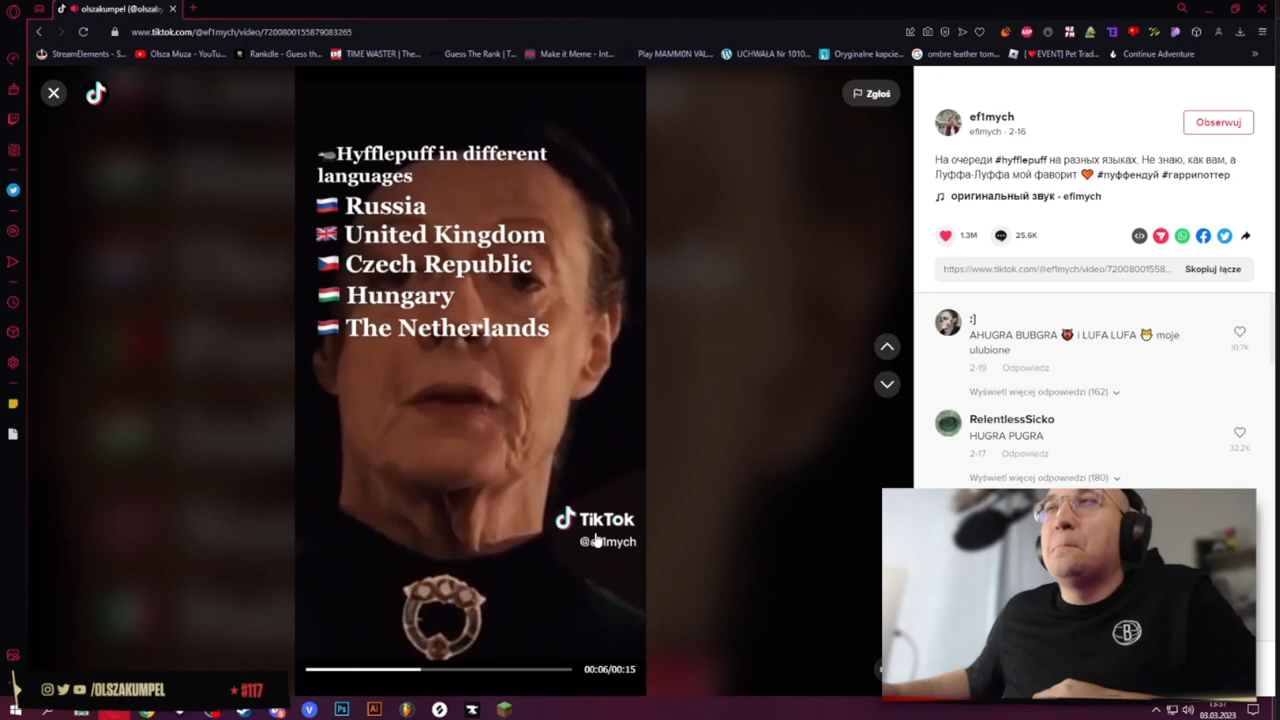 olszakumpel (@olszaby
www.tiktok.com/@ef1mych/video/7200800155879083265
StreamElements - S...
Olsza Muza - YouTu...
Rankdle - Guess th...
TIME WASTER | The...
Guess The Rank | T...
Make it Meme - Int...
Play MAMMON VAL...
UCHWAŁA Nr 1010...
Oryginalne kapcie...
ombre leather tom...
[❤EVENT] Pet Trad...
Continue Adventure
Zgłoś
Hyfflepuff in different
languages
Russia
United Kingdom
Czech Republic
Hungary
The Netherlands
TikTok
@ef1mych
00:06/00:15
ef1mych
efimych · 2-16
Obserwuj
На очереди #hyfflepuff на разных языках. Не знаю, как вам, а
Луффа-Луффа мой фаворит 🧡 #пуффендуй #гаррипоттер
оригинальный звук - efimych
1.3M
25.6K
https://www.tiktok.com/@ef1mych/video/72008001558...
Skopiuj łącze
:]
AHUGRA BUBGRA 👹 i LUFA LUFA 🐱 moje
ulubione
10.7K
2-19
Odpowiedz
Wyświetl więcej odpowiedzi (162)
RelentlessSicko
HUGRA PUGRA
32.2K
2-17
Odpowiedz
Wyświetl więcej odpowiedzi (180)
B
/OLSZAKUMPEL
#117
03.03.2023